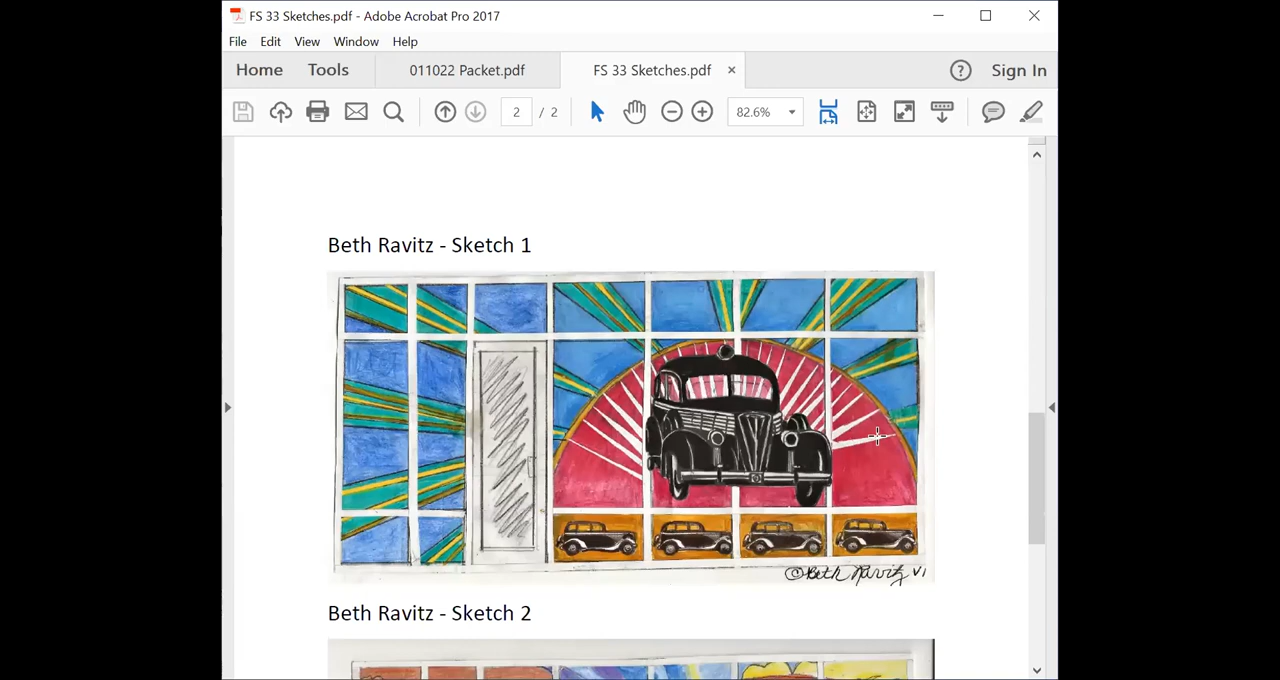 FS 33 Sketches.pdf - Adobe Acrobat Pro 2017
File Edit View Window Help
Home Tools 011022 Packet.pdf FS 33 Sketches.pdf × ? Sign In
2 / 2 82.6%
Beth Ravitz - Sketch 1
©Beth Ravitz VI
Beth Ravitz - Sketch 2